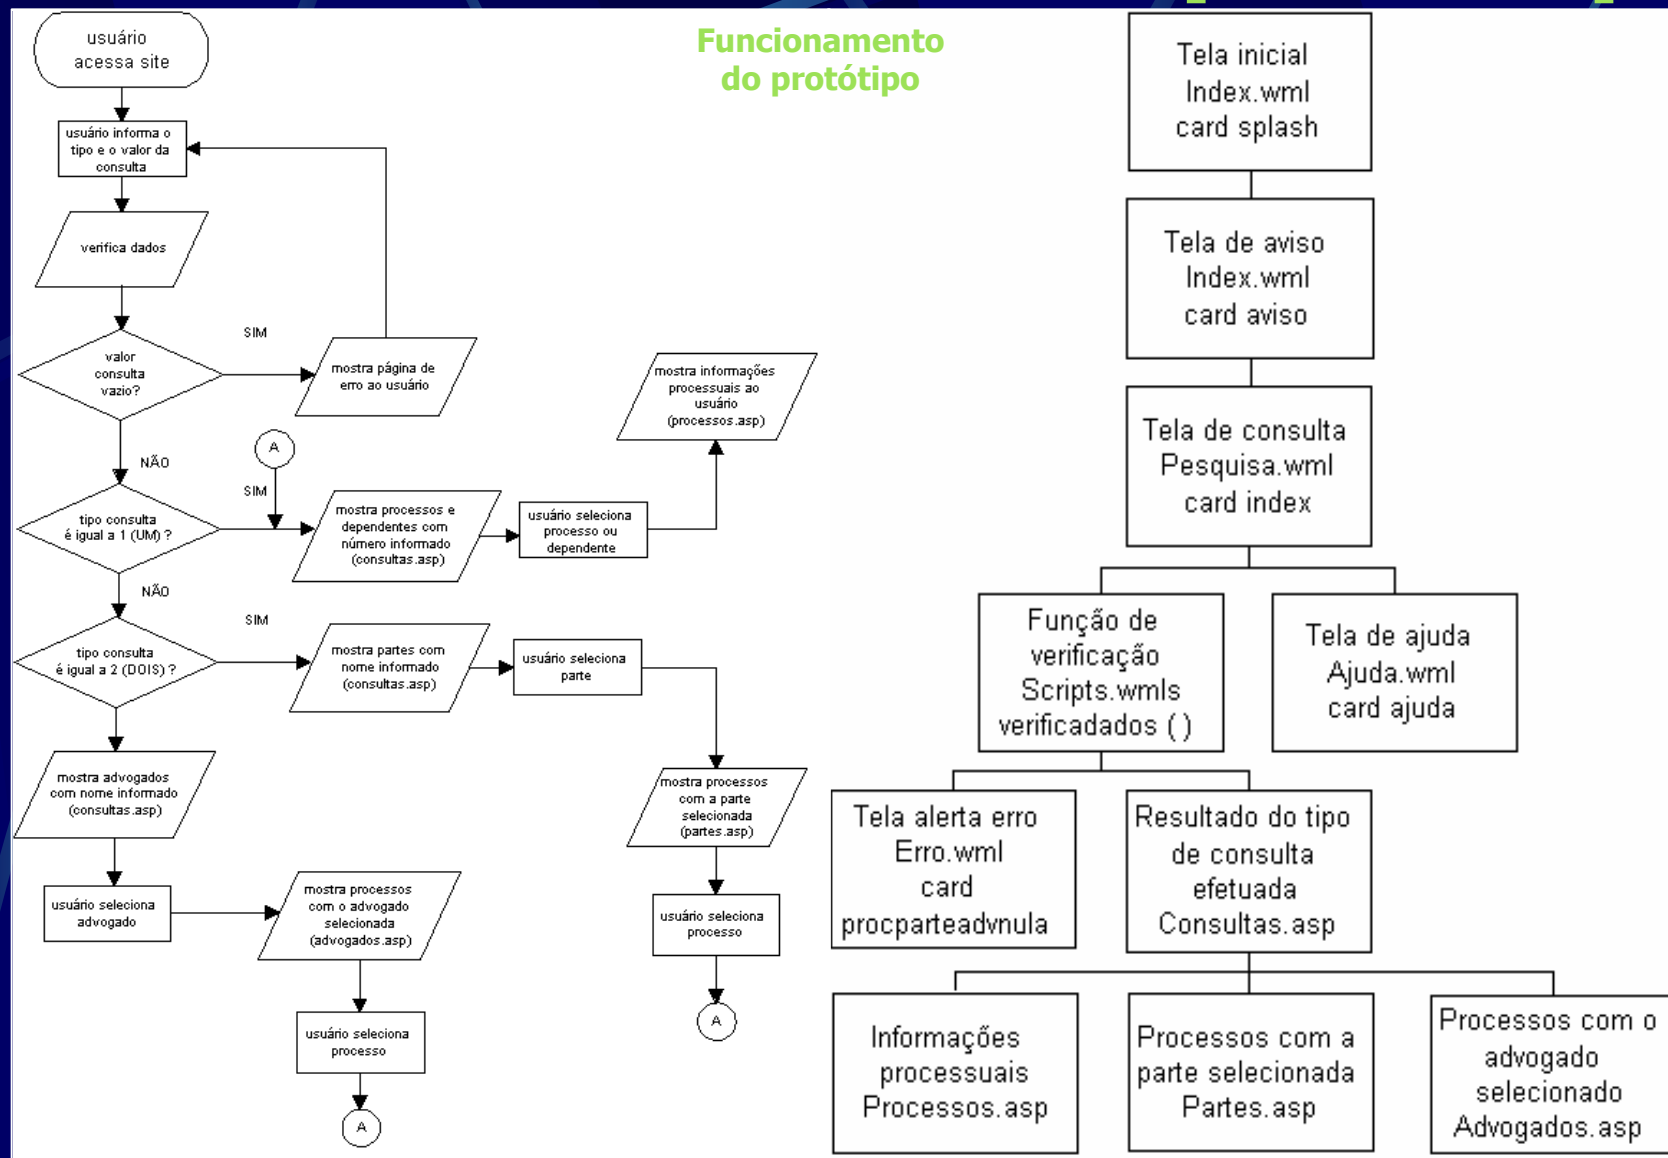 Funcionamento
do protótipo
usuário
acessa site
usuário informa o
tipo e o valor da
consulta
verifica dados
valor
consulta
vazio?
SIM
mostra página de
erro ao usuário
NÃO
A
SIM
tipo consulta
é igual a 1 (UM) ?
mostra processos e
dependentes com
número informado
(consultas.asp)
usuário seleciona
processo ou
dependente
mostra informações
processuais ao
usuário
(processos.asp)
NÃO
SIM
tipo consulta
é igual a 2 (DOIS) ?
mostra partes com
nome informado
(consultas.asp)
usuário seleciona
parte
mostra processos
com a parte
selecionada
(partes.asp)
usuário seleciona
processo
A
mostra advogados
com nome informado
(consultas.asp)
usuário seleciona
advogado
mostra processos
com o advogado
selecionada
(advogados.asp)
usuário seleciona
processo
A
Tela inicial
Index.wml
card splash
Tela de aviso
Index.wml
card aviso
Tela de consulta
Pesquisa.wml
card index
Função de
verificação
Scripts.wmls
verificadados ( )
Tela de ajuda
Ajuda.wml
card ajuda
Tela alerta erro
Erro.wml
card
procparteadvnula
Resultado do tipo
de consulta
efetuada
Consultas.asp
Informações
processuais
Processos.asp
Processos com a
parte selecionada
Partes.asp
Processos com o
advogado
selecionado
Advogados.asp